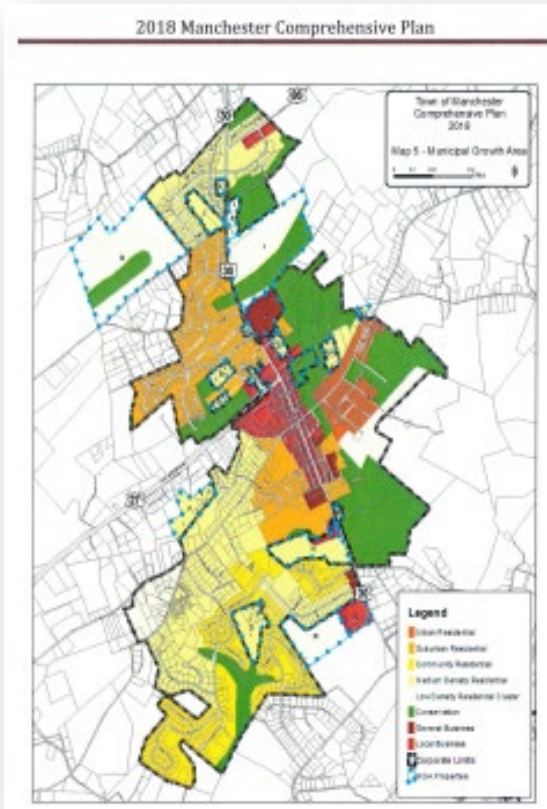 2018 Manchester Comprehensive Plan
Town of Manchester
Comprehensive Plan
2018
Map 5 - Municipal Growth Area
30
30
27
Legend
Urban Residential
Suburban Residential
Community Residential
Medium Density Residential
Low Density Residential Cluster
Conservation
General Business
Local Business
Corporate Limits